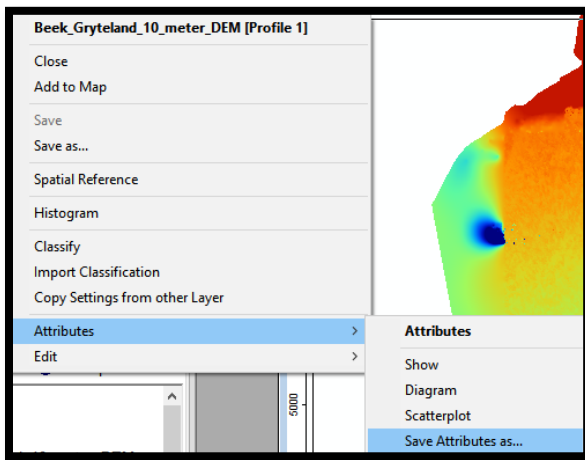 Beek_Gryteland_10_meter_DEM [Profile 1]
Close
Add to Map
Save
Save as...
Spatial Reference
Histogram
Classify
Import Classification
Copy Settings from other Layer
Attributes >
Edit >
Attributes
Show
Diagram
Scatterplot
Save Attributes as...
5000